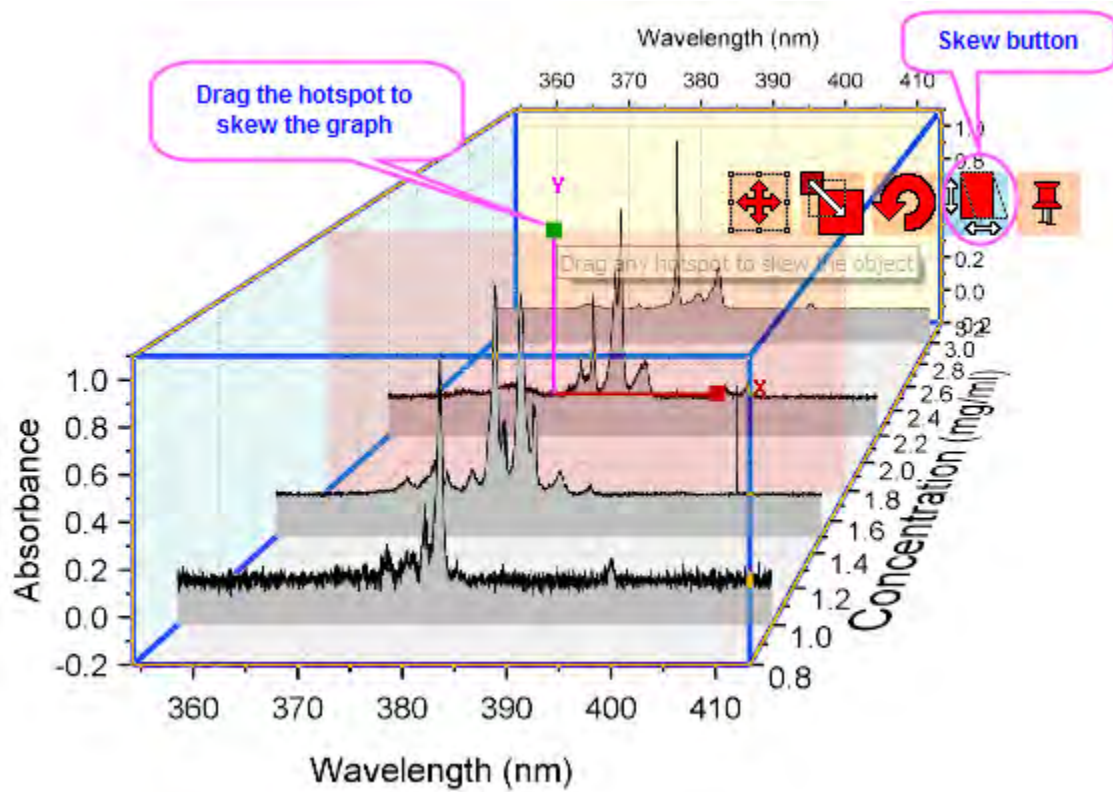 Wavelength (nm)
Skew button
Drag the hotspot to
skew the graph
360 370 380 390 400 410
Y
0.8
Drag any hotspot to skew the object
0.2
0.0
-0.2
3.0
2.8
2.6
2.4
2.2
2.0
1.8
1.6
1.4
1.2
1.0
0.8
Concentration (mg/ml)
X
1.0
0.8
0.6
0.4
0.2
0.0
-0.2
Absorbance
360 370 380 390 400 410
Wavelength (nm)